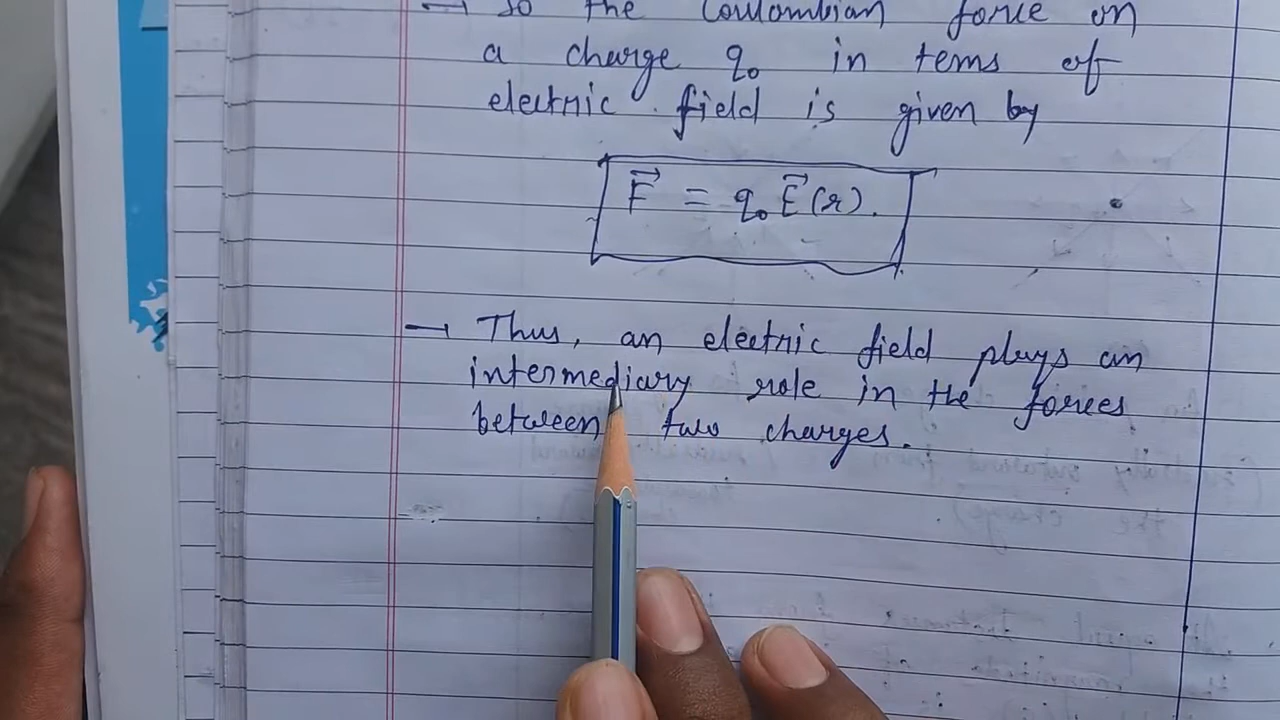 → so the Coulombian force on
a charge q₀ in tems of
electric field is given by
F⃗ = q₀ E⃗(r).
→ Thus, an electric field plays an
intermediary role in the forces
between two charges.